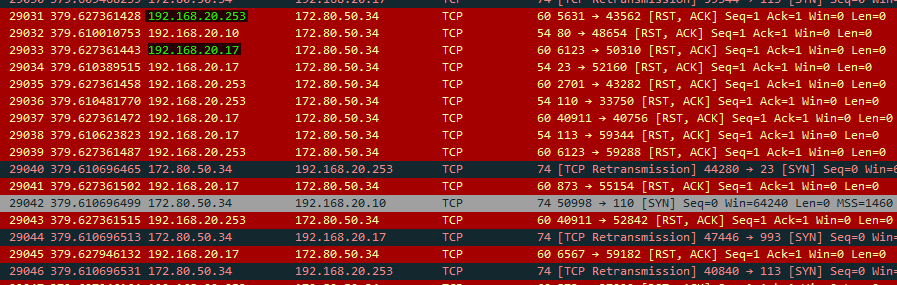 29031 379.627361428 192.168.20.253 172.80.50.34 TCP 60 5631 → 43562 [RST, ACK] Seq=1 Ack=1 Win=0 Len=0
29032 379.610010753 192.168.20.10 172.80.50.34 TCP 54 80 → 48654 [RST, ACK] Seq=1 Ack=1 Win=0 Len=0
29033 379.627361443 192.168.20.17 172.80.50.34 TCP 60 6123 → 50310 [RST, ACK] Seq=1 Ack=1 Win=0 Len=0
29034 379.610389515 192.168.20.17 172.80.50.34 TCP 54 23 → 52160 [RST, ACK] Seq=1 Ack=1 Win=0 Len=0
29035 379.627361458 192.168.20.253 172.80.50.34 TCP 60 2701 → 43282 [RST, ACK] Seq=1 Ack=1 Win=0 Len=0
29036 379.610481770 192.168.20.253 172.80.50.34 TCP 54 110 → 33750 [RST, ACK] Seq=1 Ack=1 Win=0 Len=0
29037 379.627361472 192.168.20.17 172.80.50.34 TCP 60 40911 → 40756 [RST, ACK] Seq=1 Ack=1 Win=0 Len=0
29038 379.610623823 192.168.20.17 172.80.50.34 TCP 54 113 → 59344 [RST, ACK] Seq=1 Ack=1 Win=0 Len=0
29039 379.627361487 192.168.20.253 172.80.50.34 TCP 60 6123 → 59288 [RST, ACK] Seq=1 Ack=1 Win=0 Len=0
29040 379.610696465 172.80.50.34 192.168.20.253 TCP 74 [TCP Retransmission] 44280 → 23 [SYN] Seq=0 Win=
29041 379.627361502 192.168.20.17 172.80.50.34 TCP 60 873 → 55154 [RST, ACK] Seq=1 Ack=1 Win=0 Len=0
29042 379.610696499 172.80.50.34 192.168.20.10 TCP 74 50998 → 110 [SYN] Seq=0 Win=64240 Len=0 MSS=1460
29043 379.627361515 192.168.20.253 172.80.50.34 TCP 60 40911 → 52842 [RST, ACK] Seq=1 Ack=1 Win=0 Len=0
29044 379.610696513 172.80.50.34 192.168.20.17 TCP 74 [TCP Retransmission] 47446 → 993 [SYN] Seq=0 Win
29045 379.627946132 192.168.20.17 172.80.50.34 TCP 60 6567 → 59182 [RST, ACK] Seq=1 Ack=1 Win=0 Len=0
29046 379.610696531 172.80.50.34 192.168.20.253 TCP 74 [TCP Retransmission] 40840 → 113 [SYN] Seq=0 Win